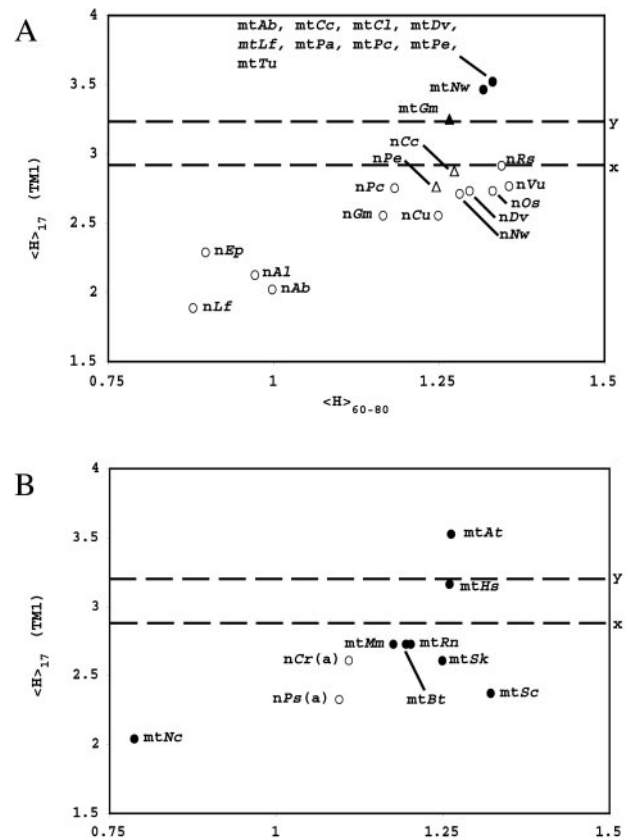 A
4
mtAb, mtCc, mtCl, mtDv,
mtLf, mtPa, mtPc, mtPe,
mtTu
3.5
mtNw
mtGm
y
nCc
3
nPe
nRs
x
<H>17 (TM1)
nPc
nVu
nOs
2.5
nGm
nCu
nDv
nNw
nEp
nAl
2
nAb
nLf
1.5
0.75 1 1.25 1.5
<H>60-80
B
4
3.5
mtAt
y
mtHs
3
x
<H>17 (TM1)
mtMm
mtRn
nCr(a)
mtSk
2.5
nPs(a)
mtBt
mtSc
2
mtNc
1.5
0.75 1 1.25 1.5